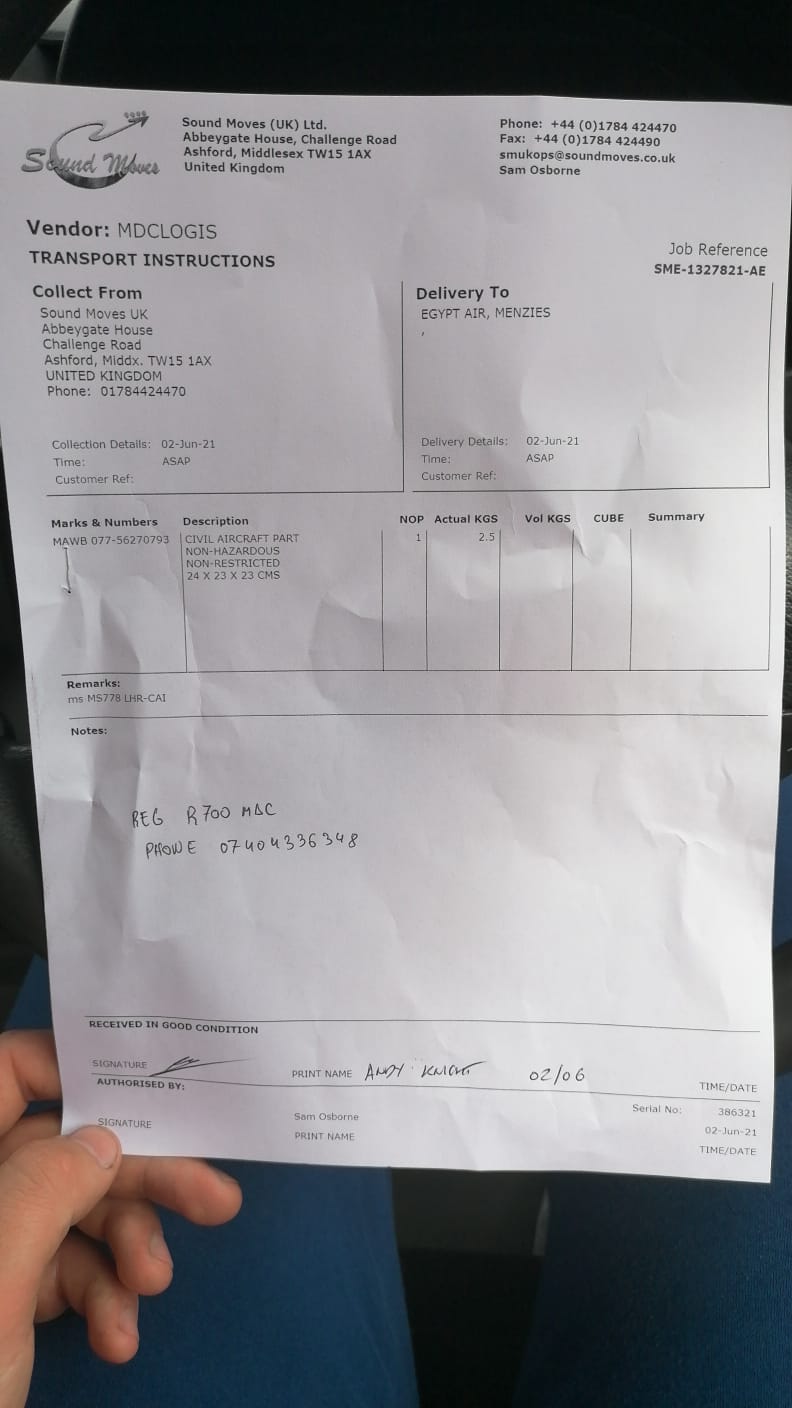 Sound Moves
Sound Moves (UK) Ltd.
Abbeygate House, Challenge Road
Ashford, Middlesex TW15 1AX
United Kingdom
Phone: +44 (0)1784 424470
Fax: +44 (0)1784 424490
smukops@soundmoves.co.uk
Sam Osborne
Vendor: MDCLOGIS
TRANSPORT INSTRUCTIONS
Job Reference
SME-1327821-AE
Collect From
Sound Moves UK
Abbeygate House
Challenge Road
Ashford, Middx. TW15 1AX
UNITED KINGDOM
Phone: 01784424470
Collection Details: 02-Jun-21
Time: ASAP
Customer Ref:
Delivery To
EGYPT AIR, MENZIES
,
Delivery Details: 02-Jun-21
Time: ASAP
Customer Ref:
Marks & Numbers Description NOP Actual KGS Vol KGS CUBE Summary
MAWB 077-56270793 CIVIL AIRCRAFT PART 1 2.5
NON-HAZARDOUS
NON-RESTRICTED
24 X 23 X 23 CMS
Remarks:
ms MS778 LHR-CAI
Notes:
REG R700 MDC
PHONE 07404336348
RECEIVED IN GOOD CONDITION
SIGNATURE PRINT NAME ANDY KNIGHT 02/06 TIME/DATE
AUTHORISED BY:
Serial No: 386321
SIGNATURE Sam Osborne 02-Jun-21
PRINT NAME TIME/DATE